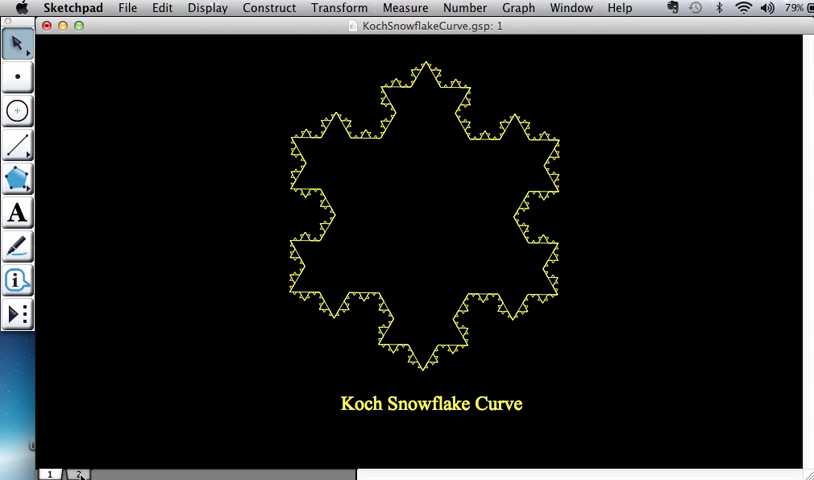 Sketchpad File Edit Display Construct Transform Measure Number Graph Window Help 79%
KochSnowflakeCurve.gsp: 1
A
Koch Snowflake Curve
1 2